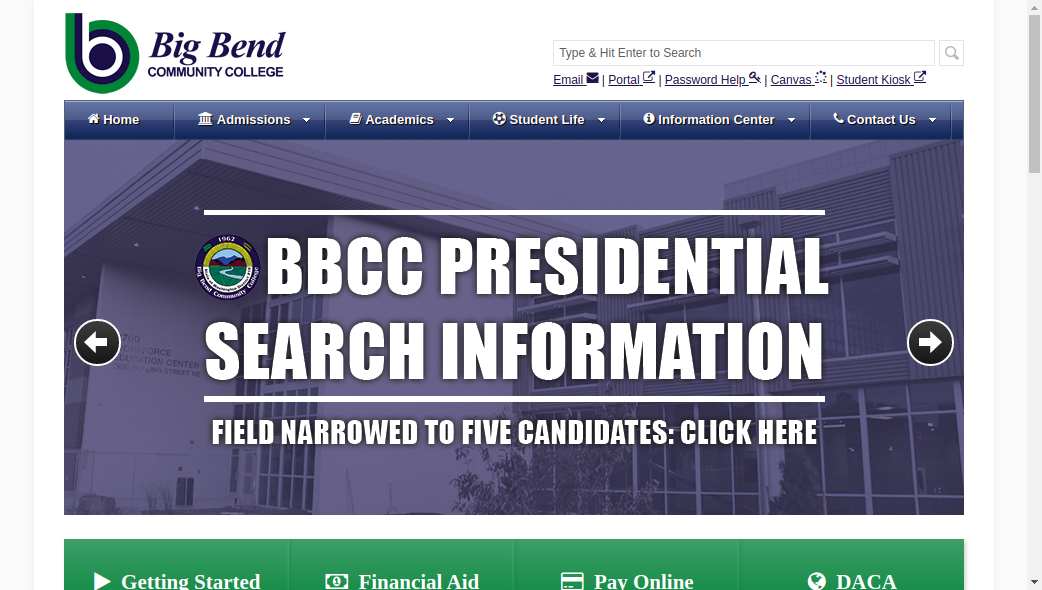 Big Bend
COMMUNITY COLLEGE
Type & Hit Enter to Search
Email | Portal | Password Help | Canvas | Student Kiosk
Home Admissions Academics Student Life Information Center Contact Us
1962
Big Bend Community College
BBCC PRESIDENTIAL
SEARCH INFORMATION
FIELD NARROWED TO FIVE CANDIDATES: CLICK HERE
Getting Started Financial Aid Pay Online DACA